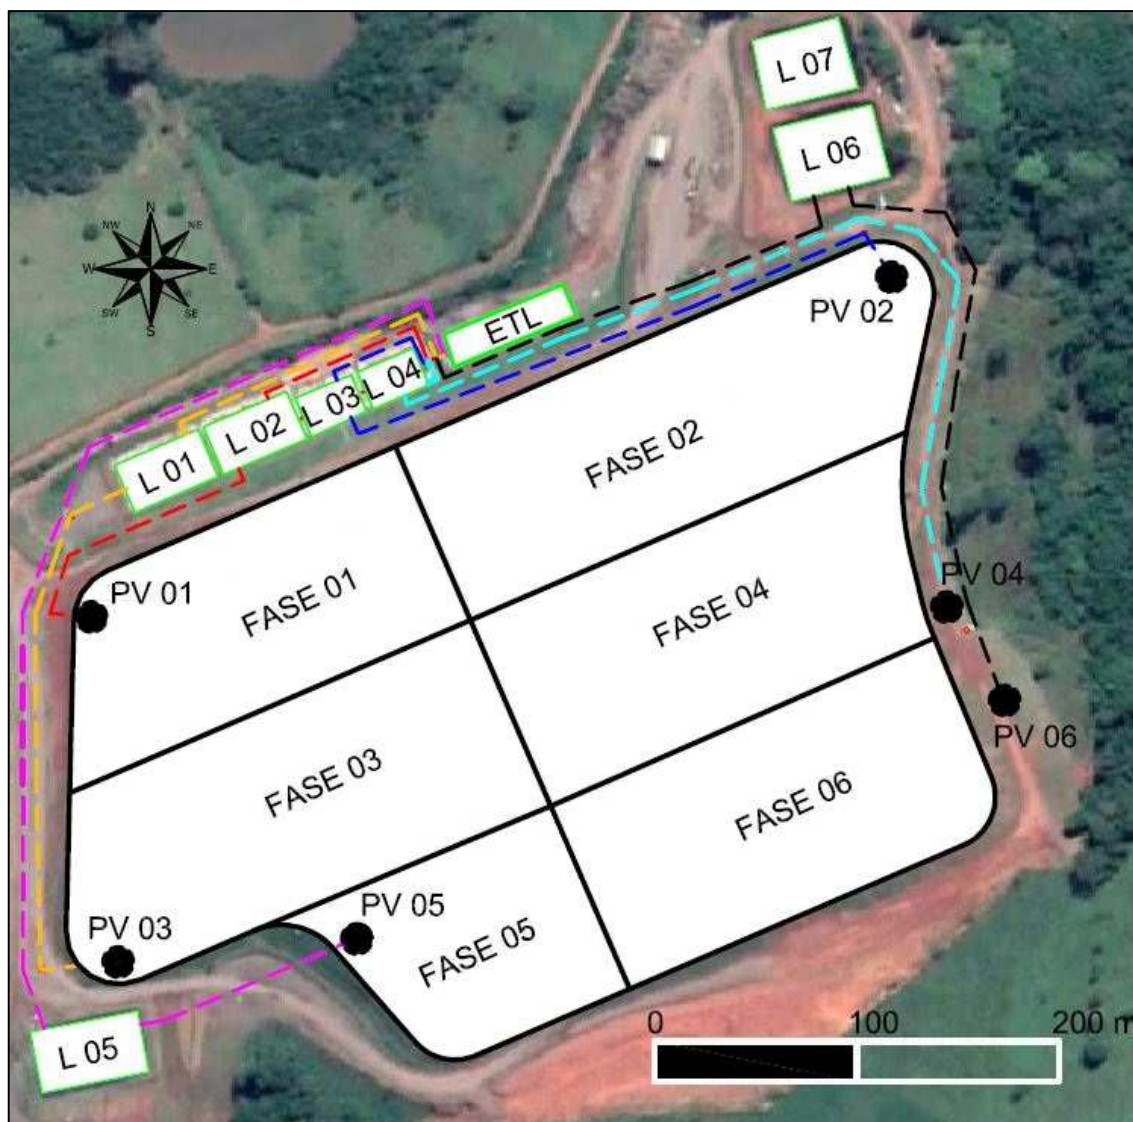 L 07
L 06
N
NW
NE
W
E
SW
SE
S
PV 02
ETL
L 04
L 03
L 02
L 01
FASE 02
PV 01
FASE 01
PV 04
FASE 04
PV 06
FASE 03
FASE 06
PV 03
PV 05
FASE 05
L 05
0 100 200 m